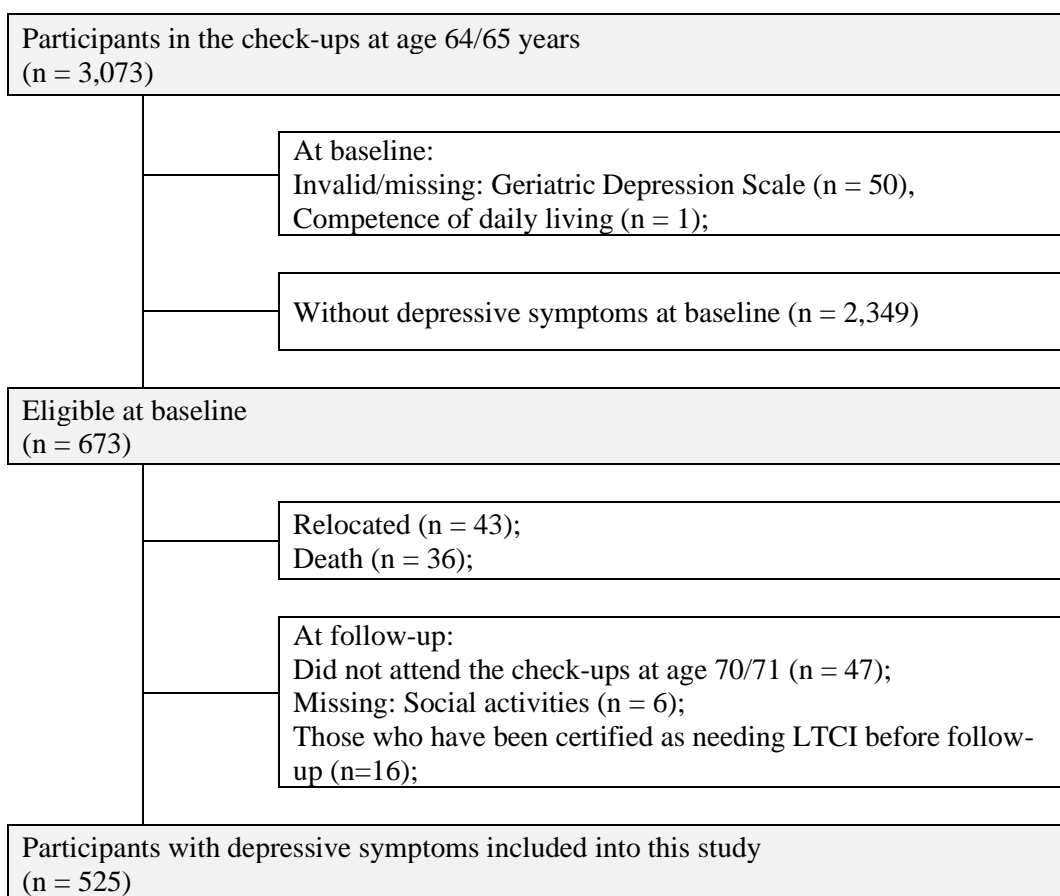 Participants in the check-ups at age 64/65 years
(n = 3,073)
At baseline:
Invalid/missing: Geriatric Depression Scale (n = 50),
Competence of daily living (n = 1);
Without depressive symptoms at baseline (n = 2,349)
Eligible at baseline
(n = 673)
Relocated (n = 43);
Death (n = 36);
At follow-up:
Did not attend the check-ups at age 70/71 (n = 47);
Missing: Social activities (n = 6);
Those who have been certified as needing LTCI before follow-
up (n=16);
Participants with depressive symptoms included into this study
(n = 525)